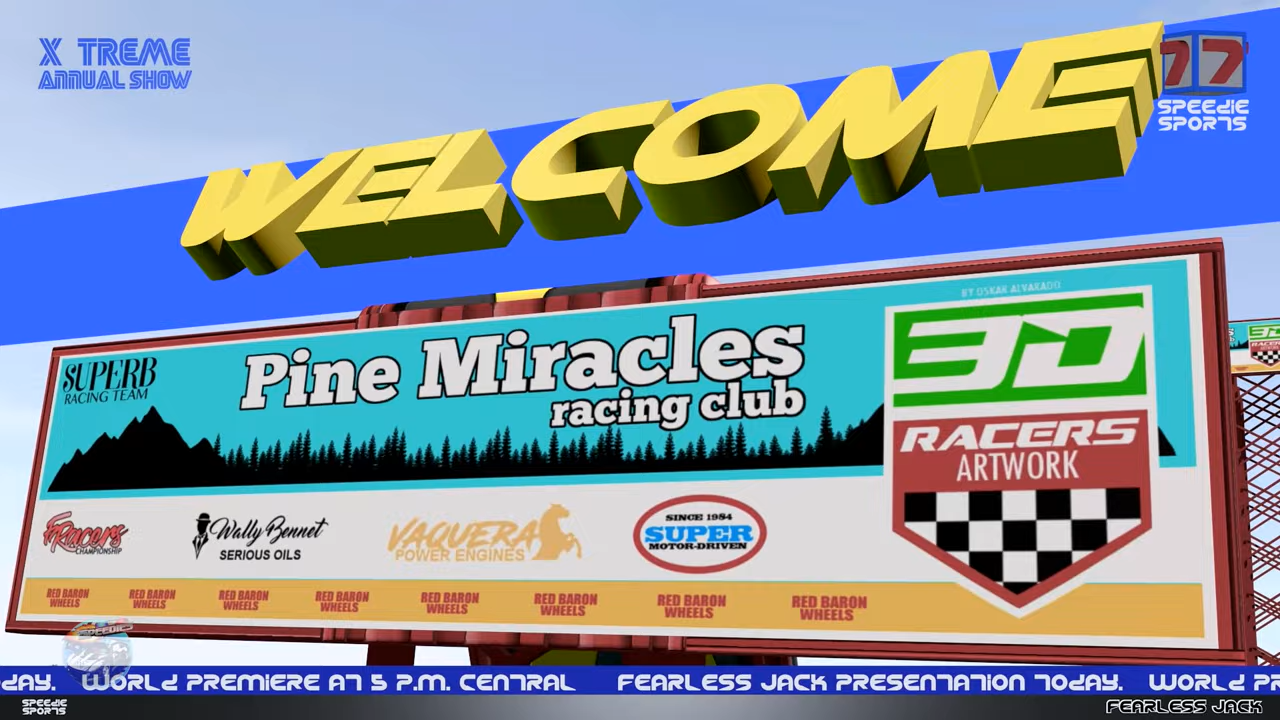 X TREME
ANNUAL SHOW
WELCOME
77
SPEEDIE
SPORTS
BY OSKAR ALVARADO
SUPERB
RACING TEAM
Pine Miracles
racing club
3D
RACERS
ARTWORK
FRacers
CHAMPIONSHIP
Wally Bennet
SERIOUS OILS
VAQUERA
POWER ENGINES
SINCE 1984
SUPER
MOTOR-DRIVEN
RED BARON
WHEELS
RED BARON
WHEELS
RED BARON
WHEELS
RED BARON
WHEELS
RED BARON
WHEELS
RED BARON
WHEELS
RED BARON
WHEELS
RED BARON
WHEELS
SPEEDIES
DAY. WORLD PREMIERE AT 5 P.M. CENTRAL FEARLESS JACK PRESENTATION TODAY. WORLD PR
SPEEDIE
SPORTS
FEARLESS JACK